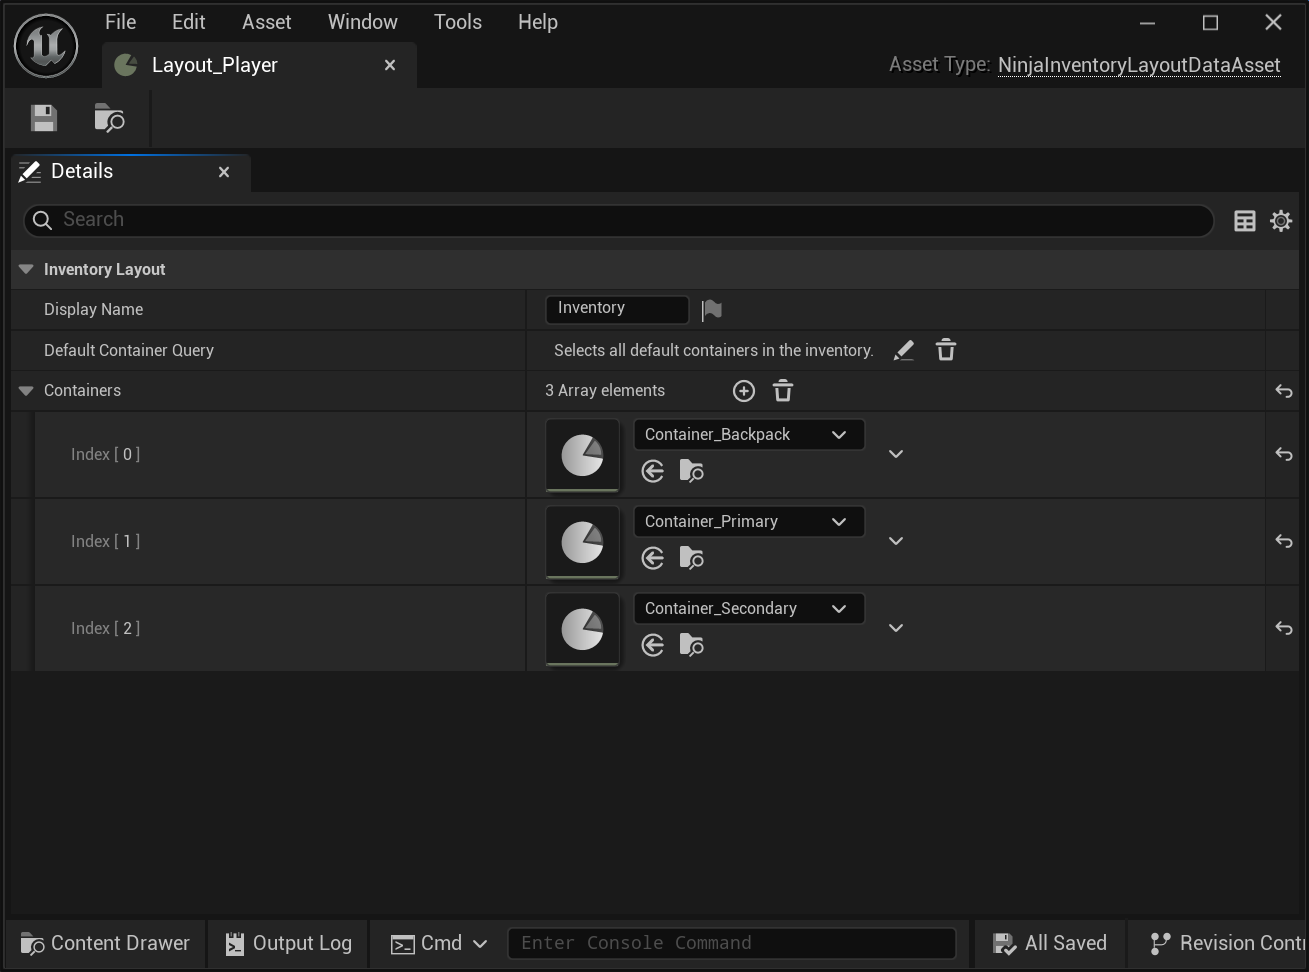 File Edit Asset Window Tools Help
Layout_Player
Asset Type: NinjaInventoryLayoutDataAsset
Details
Search
Inventory Layout
Display Name
Inventory
Default Container Query
Selects all default containers in the inventory.
Containers
3 Array elements
Index [ 0 ]
Container_Backpack
Index [ 1 ]
Container_Primary
Index [ 2 ]
Container_Secondary
Content Drawer
Output Log
Cmd
Enter Console Command
All Saved
Revision Contr